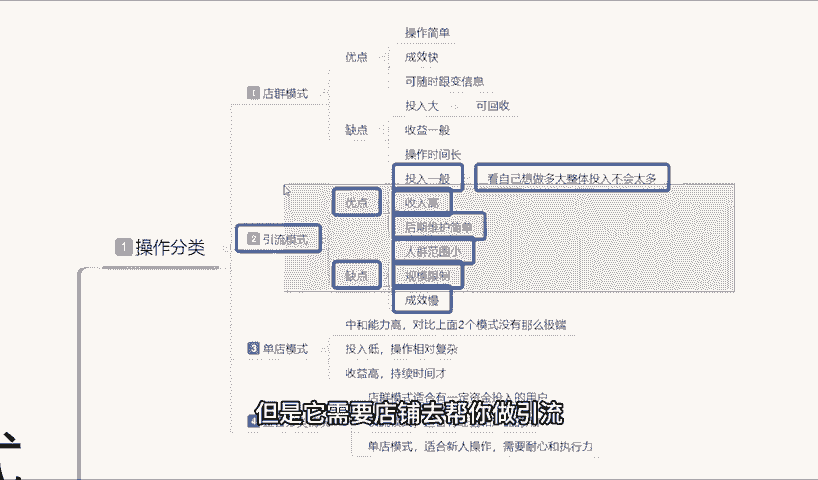 操作简单
优点
成效快
可随时跟变信息
1 店群模式
投入大 可回收
缺点
收益一般
操作时间长
投入一般 看自己想做多大整体投入不会太多
优点
收入高
后期维护简单
2 引流模式
1 操作分类
人群范围小
缺点
规模限制
成效慢
中和能力高，对比上面2个模式没有那么极端
3 单店模式
投入低，操作相对复杂
收益高，持续时间才
店群模式适合有一定资金投入的用户
但是它需要店铺去帮你做引流
4
单店模式，适合新人操作，需要耐心和执行力